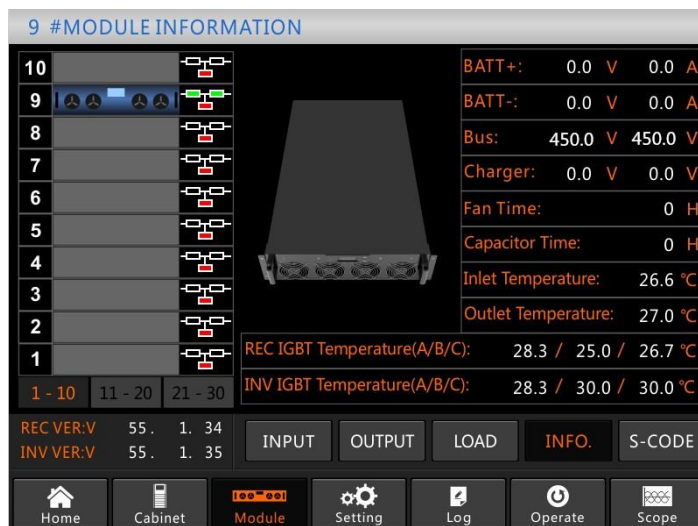 9 #MODULE INFORMATION
10
9
8
7
6
5
4
3
2
1
1 - 10 11 - 20 21 - 30
BATT+: 0.0 V 0.0 A
BATT-: 0.0 V 0.0 A
Bus: 450.0 V 450.0 V
Charger: 0.0 V 0.0 V
Fan Time: 0 H
Capacitor Time: 0 H
Inlet Temperature: 26.6 °C
Outlet Temperature: 27.0 °C
REC IGBT Temperature(A/B/C): 28.3 / 25.0 / 26.7 °C
INV IGBT Temperature(A/B/C): 28.3 / 30.0 / 30.0 °C
REC VER:V 55. 1. 34
INV VER:V 55. 1. 35
INPUT OUTPUT LOAD INFO. S-CODE
Home Cabinet Module Setting Log Operate Scope